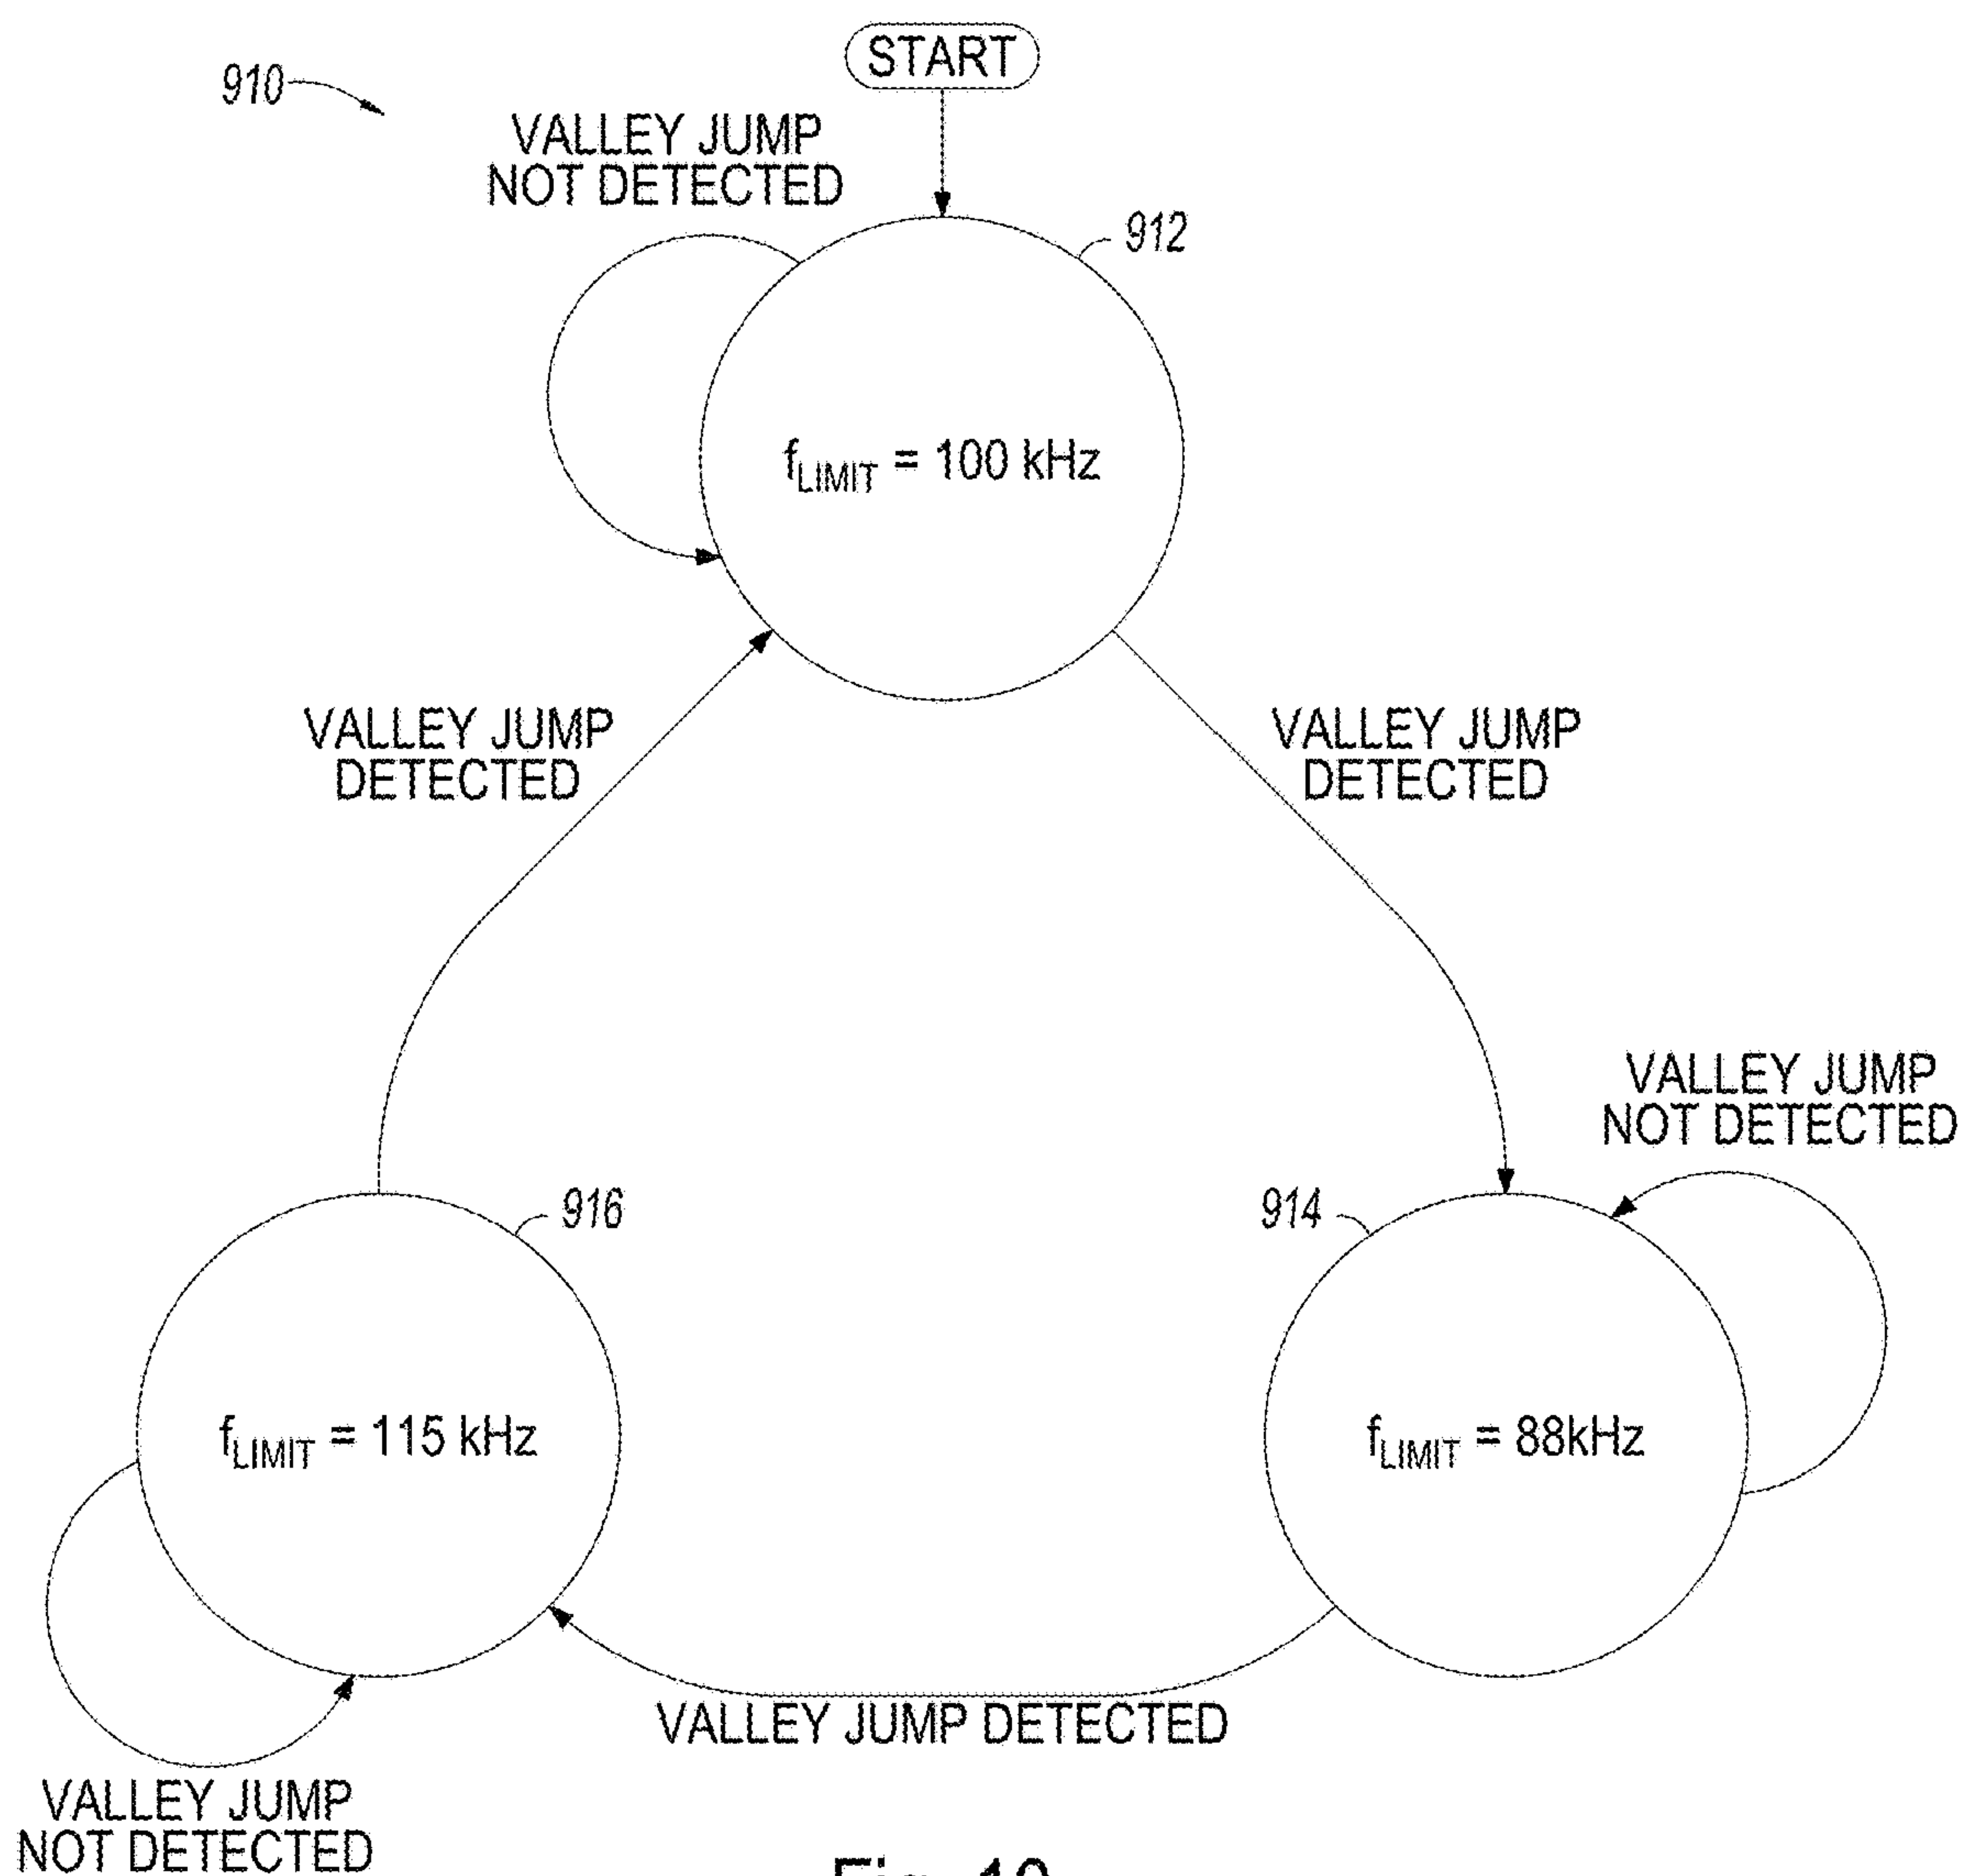 START
910
VALLEY JUMP
NOT DETECTED
912
fLIMIT = 100 kHz
VALLEY JUMP
DETECTED
VALLEY JUMP
DETECTED
VALLEY JUMP
NOT DETECTED
916
914
fLIMIT = 115 kHz
fLIMIT = 88kHz
VALLEY JUMP DETECTED
VALLEY JUMP
NOT DETECTED
Fig.